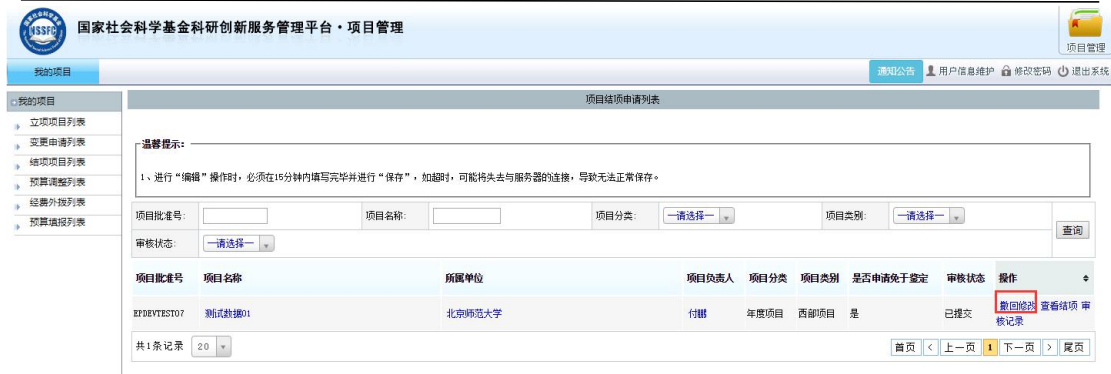 NSSFC
国家社会科学基金科研创新服务管理平台·项目管理
项目管理
我的项目
通知公告 用户信息维护 修改密码 退出系统
我的项目
项目结项申请列表
立项项目列表
变更申请列表
结项项目列表
预算调整列表
经费外拨列表
预算填报列表
温馨提示：
1、进行“编辑”操作时，必须在15分钟内填写完毕并进行“保存”，如超时，可能将失去与服务器的连接，导致无法正常保存。
项目批准号: 项目名称: 项目分类: 一请选择一 项目类别: 一请选择一
审核状态: 一请选择一 查询
项目批准号 项目名称 所属单位 项目负责人 项目分类 项目类别 是否申请免于鉴定 审核状态 操作
EPDEVTEST07 测试数据01 北京师范大学 付鹏 年度项目 西部项目 是 已提交 撤回修改 查看结项 审
核记录
共1条记录 20 首页 < 上一页 1 下一页 > 尾页